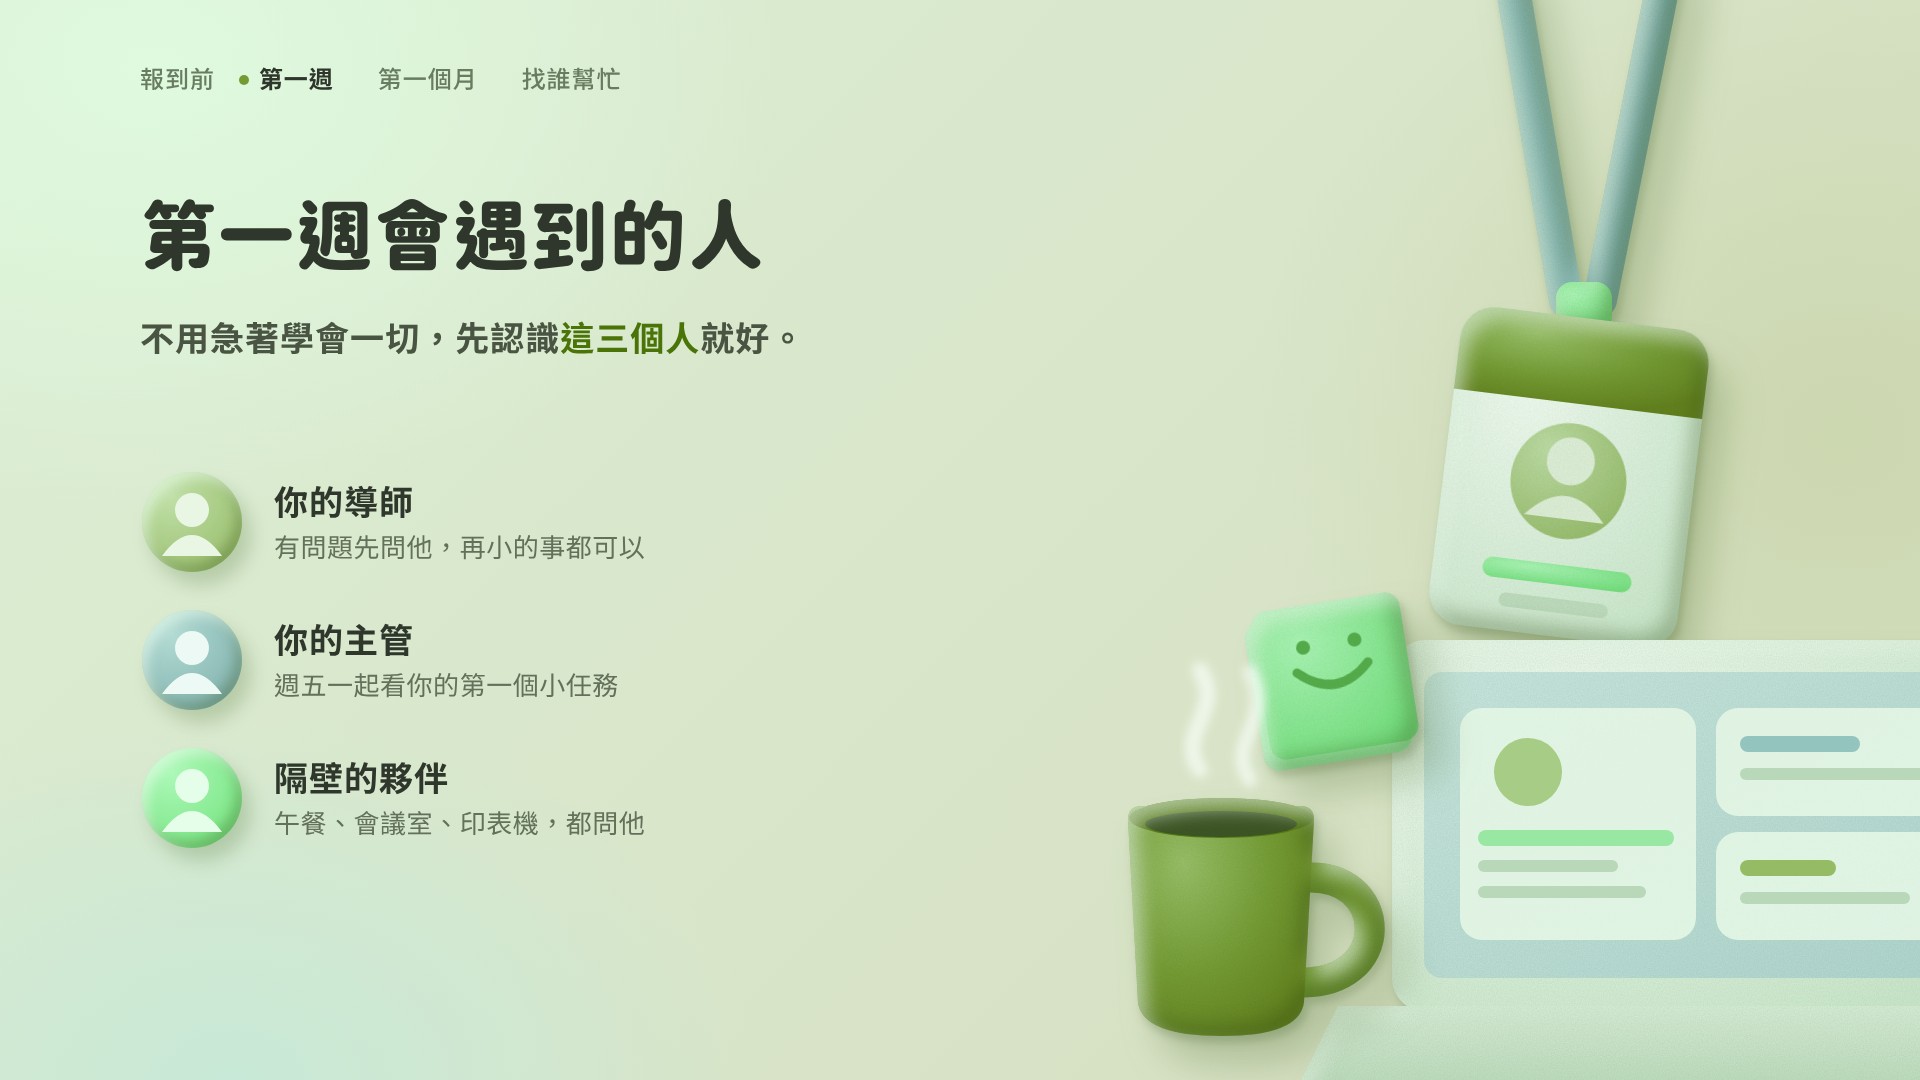 報到前
第一週
第一個月
找誰幫忙
第一週會遇到的人
不用急著學會一切，先認識這三個人就好。
你的導師
有問題先問他，再小的事都可以
你的主管
週五一起看你的第一個小任務
隔壁的夥伴
午餐、會議室、印表機，都問他